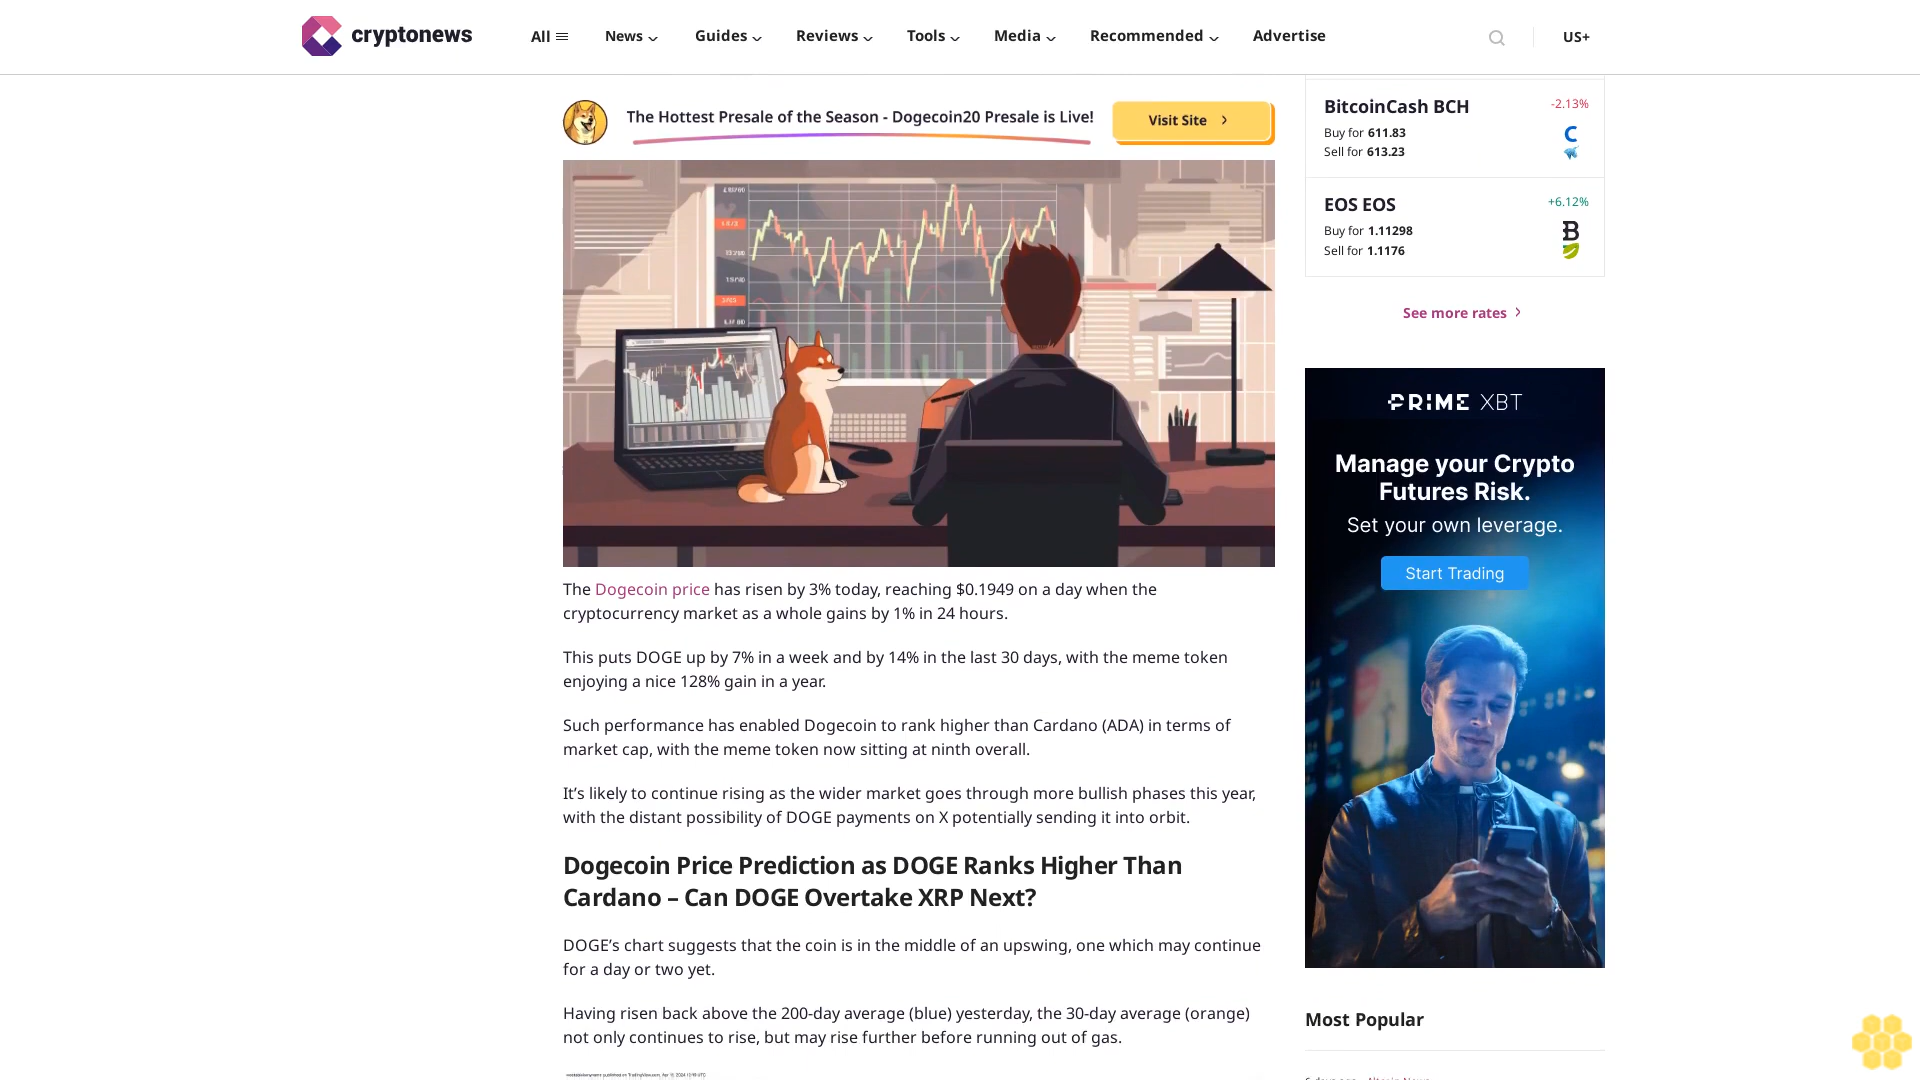 cryptonews
All
News
Guides
Reviews
Tools
Media
Recommended
Advertise
US+
The Hottest Presale of the Season - Dogecoin20 Presale is Live!
Visit Site
The Dogecoin price has risen by 3% today, reaching $0.1949 on a day when the
cryptocurrency market as a whole gains by 1% in 24 hours.
This puts DOGE up by 7% in a week and by 14% in the last 30 days, with the meme token
enjoying a nice 128% gain in a year.
Such performance has enabled Dogecoin to rank higher than Cardano (ADA) in terms of
market cap, with the meme token now sitting at ninth overall.
It’s likely to continue rising as the wider market goes through more bullish phases this year,
with the distant possibility of DOGE payments on X potentially sending it into orbit.
Dogecoin Price Prediction as DOGE Ranks Higher Than
Cardano – Can DOGE Overtake XRP Next?
DOGE’s chart suggests that the coin is in the middle of an upswing, one which may continue
for a day or two yet.
Having risen back above the 200-day average (blue) yesterday, the 30-day average (orange)
not only continues to rise, but may rise further before running out of gas.
BitcoinCash BCH
-2.13%
Buy for 611.83
Sell for 613.23
EOS EOS
+6.12%
Buy for 1.11298
Sell for 1.1176
See more rates
PRIME XBT
Manage your Crypto
Futures Risk.
Set your own leverage.
Start Trading
Most Popular